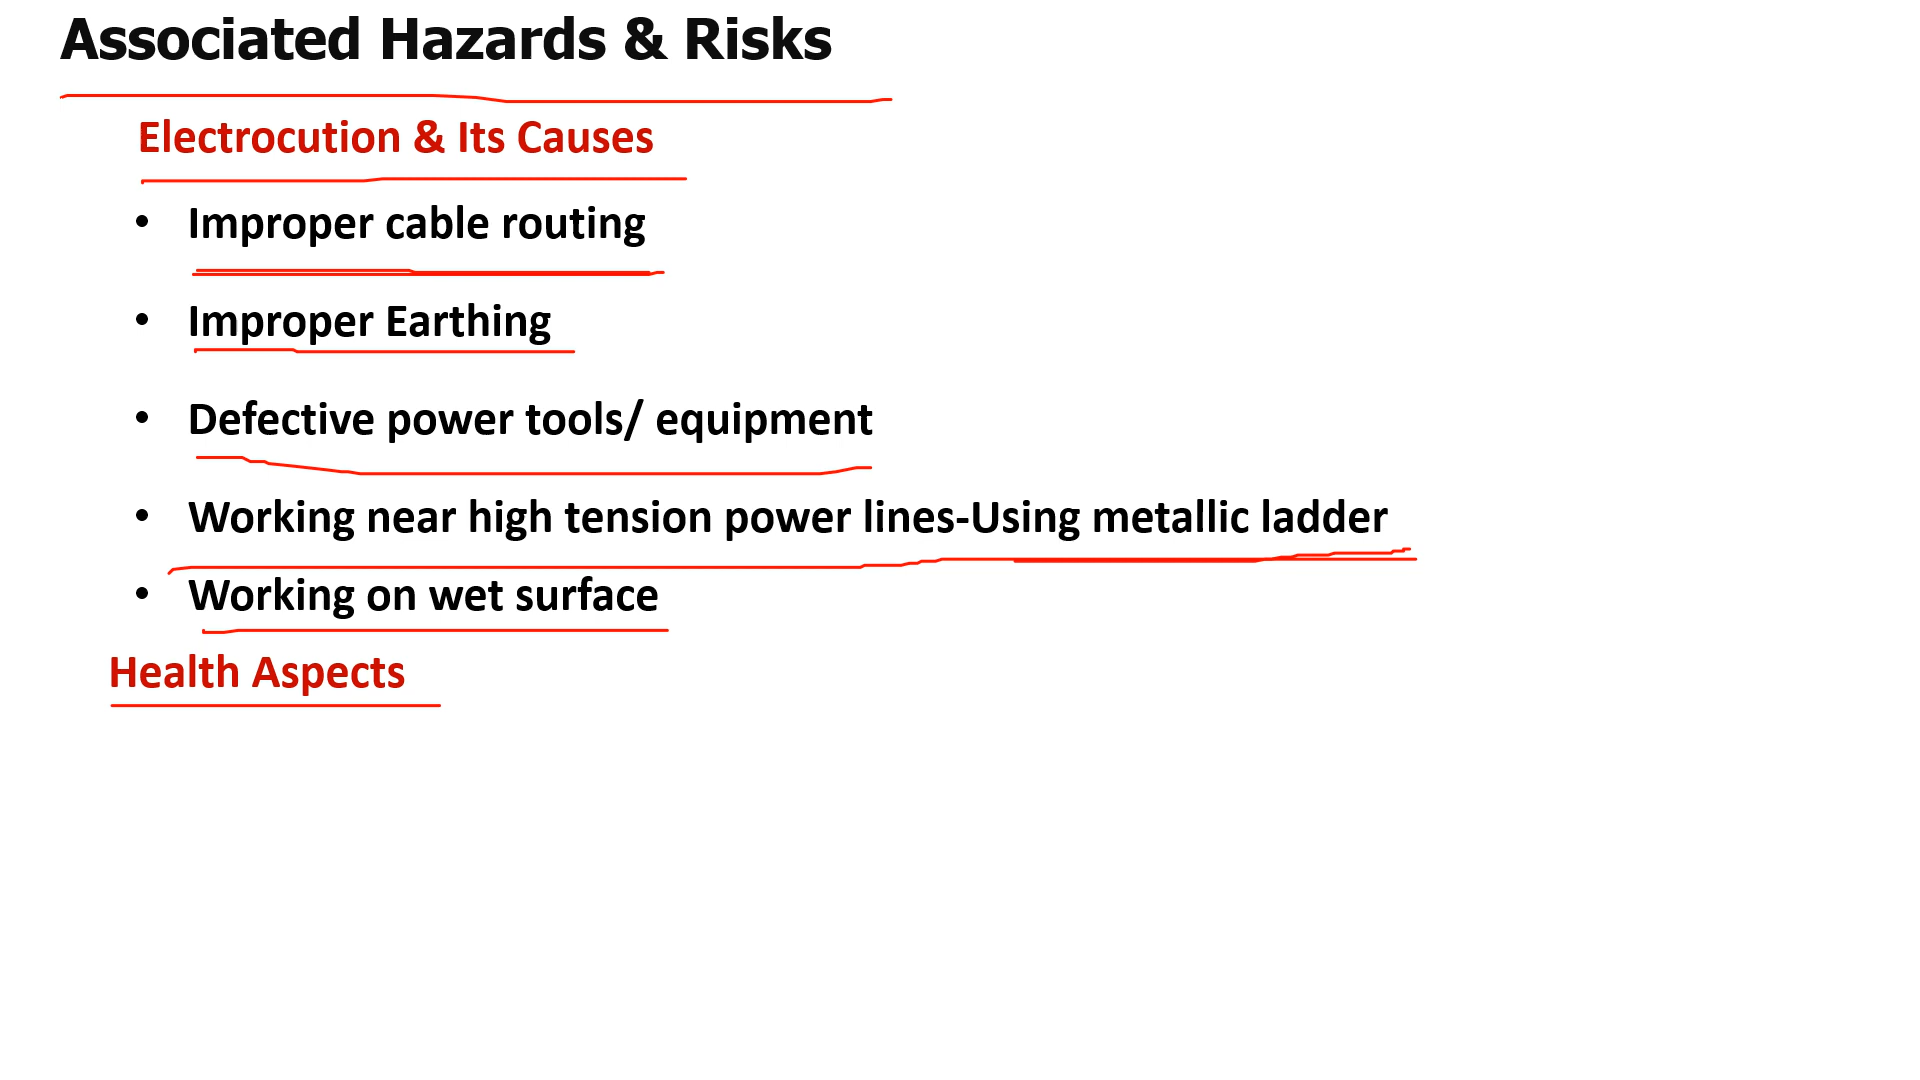 Associated Hazards & Risks
Electrocution & Its Causes
• Improper cable routing
• Improper Earthing
• Defective power tools/ equipment
• Working near high tension power lines-Using metallic ladder
• Working on wet surface
Health Aspects